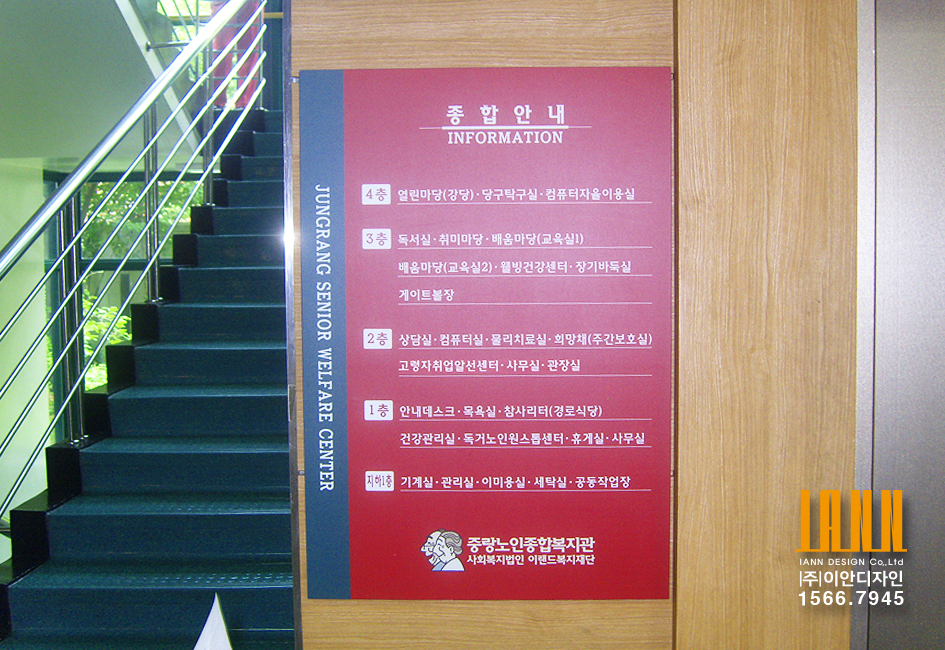 종합안내
INFORMATION
JUNGRANG SENIOR WELFARE CENTER
4층 열린마당(강당)·당구탁구실·컴퓨터자율이용실
3층 독서실·취미마당·배움마당(교육실1)
배움마당(교육실2)·웰빙건강센터·장기바둑실
게이트볼장
2층 상담실·컴퓨터실·물리치료실·희망채(주간보호실)
고령자취업알선센터·사무실·관장실
1층 안내데스크·목욕실·참사리터(경로식당)
건강관리실·독거노인원스톱센터·휴게실·사무실
지하1층 기계실·관리실·이미용실·세탁실·공동작업장
중랑노인종합복지관
사회복지법인 이랜드복지재단
IANN
IANN DESIGN Co.,Ltd
(주)이안디자인
1566.7945